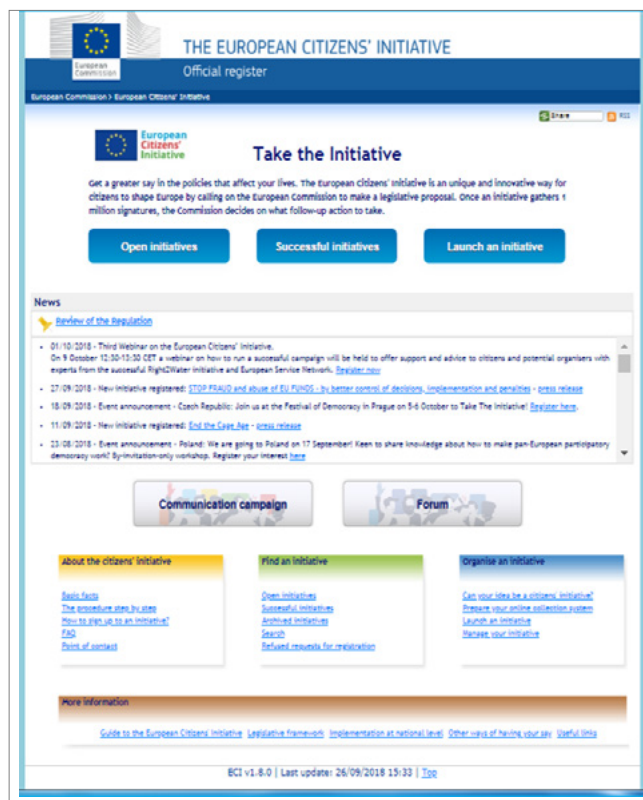 THE EUROPEAN CITIZENS' INITIATIVE
European
Commission
Official register
European Commission > European Citizens' Initiative
Share
RSS
European
Citizens'
Initiative
Take the Initiative
Get a greater say in the policies that affect your lives. The European Citizens' Initiative is an unique and innovative way for
citizens to shape Europe by calling on the European Commission to make a legislative proposal. Once an initiative gathers 1
million signatures, the Commission decides on what follow-up action to take.
Open initiatives
Successful initiatives
Launch an initiative
News
Review of the Regulation
• 01/10/2018 - Third Webinar on the European Citizens' Initiative.
On 9 October 12:30-13:30 CET a webinar on how to run a successful campaign will be held to offer support and advice to citizens and potential organisers with
experts from the successful Right2Water initiative and European Service Network. Register now
• 27/09/2018 - New initiative registered: STOP FRAUD and abuse of EU FUNDS - by better control of decisions, implementation and penalties - press release
• 18/09/2018 - Event announcement - Czech Republic: Join us at the Festival of Democracy in Prague on 5-6 October to Take The Initiative! Register here.
• 11/09/2018 - New initiative registered: End the Cage Age - press release
• 23/08/2018 - Event announcement - Poland: We are going to Poland on 17 September! Keen to share knowledge about how to make pan-European participatory
democracy work? By-invitation-only workshop. Register your interest here
Communication campaign
Forum
About the citizens' initiative
Basic facts
The procedure step by step
How to sign up to an initiative?
FAQ
Point of contact
Find an initiative
Open initiatives
Successful initiatives
Archived initiatives
Search
Refused requests for registration
Organise an initiative
Can your idea be a citizens' initiative?
Prepare your online collection system
Launch an initiative
Manage your initiative
More information
Guide to the European Citizens' Initiative Legislative framework Implementation at national level Other ways of having your say Useful links
ECI v1.8.0 | Last update: 26/09/2018 15:33 | Top